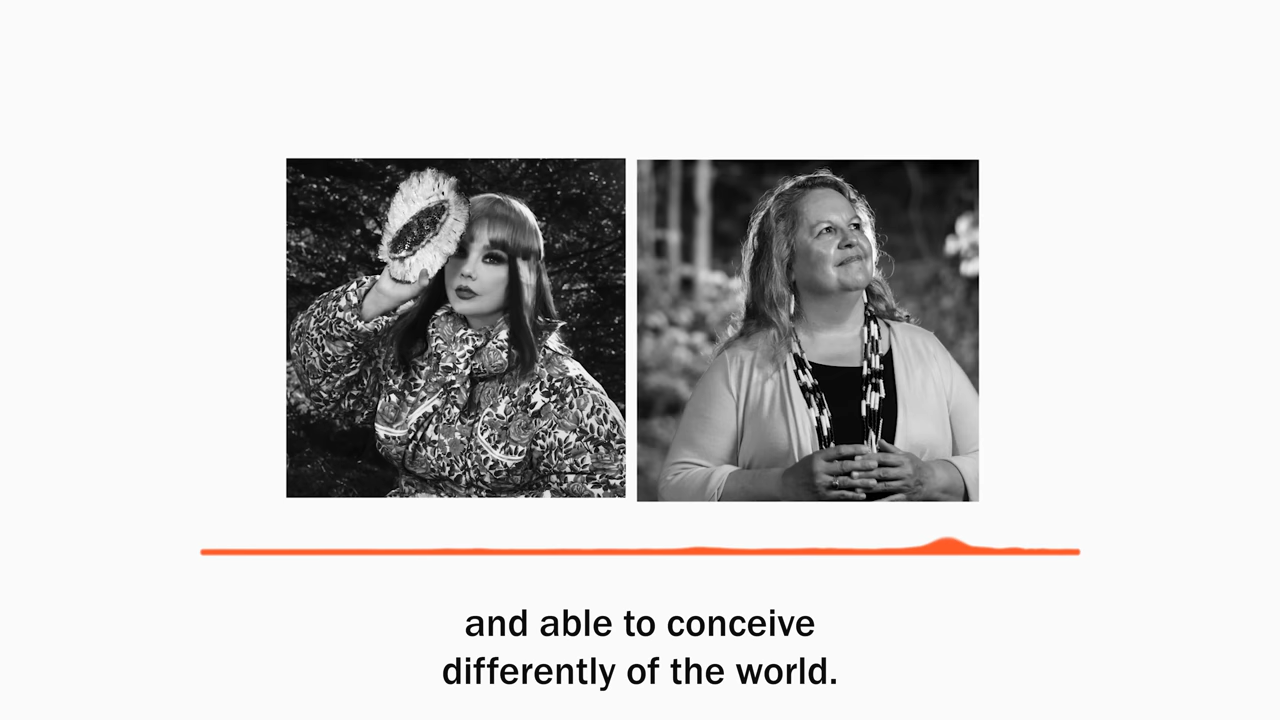 and able to conceive
differently of the world.